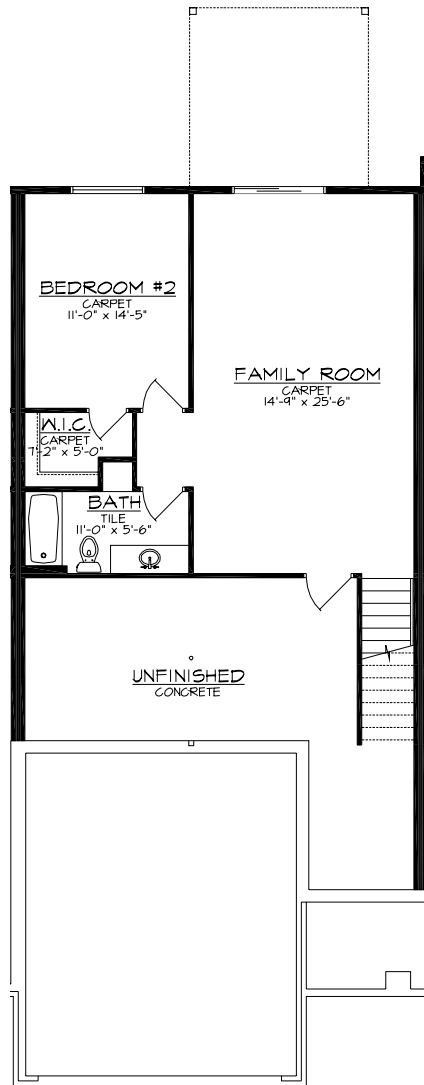 BEDROOM #2
CARPET
11'-0" x 14'-5"
FAMILY ROOM
CARPET
14'-9" x 25'-6"
W.I.C.
CARPET
7'-2" x 5'-0"
BATH
TILE
11'-0" x 5'-6"
UNFINISHED
CONCRETE